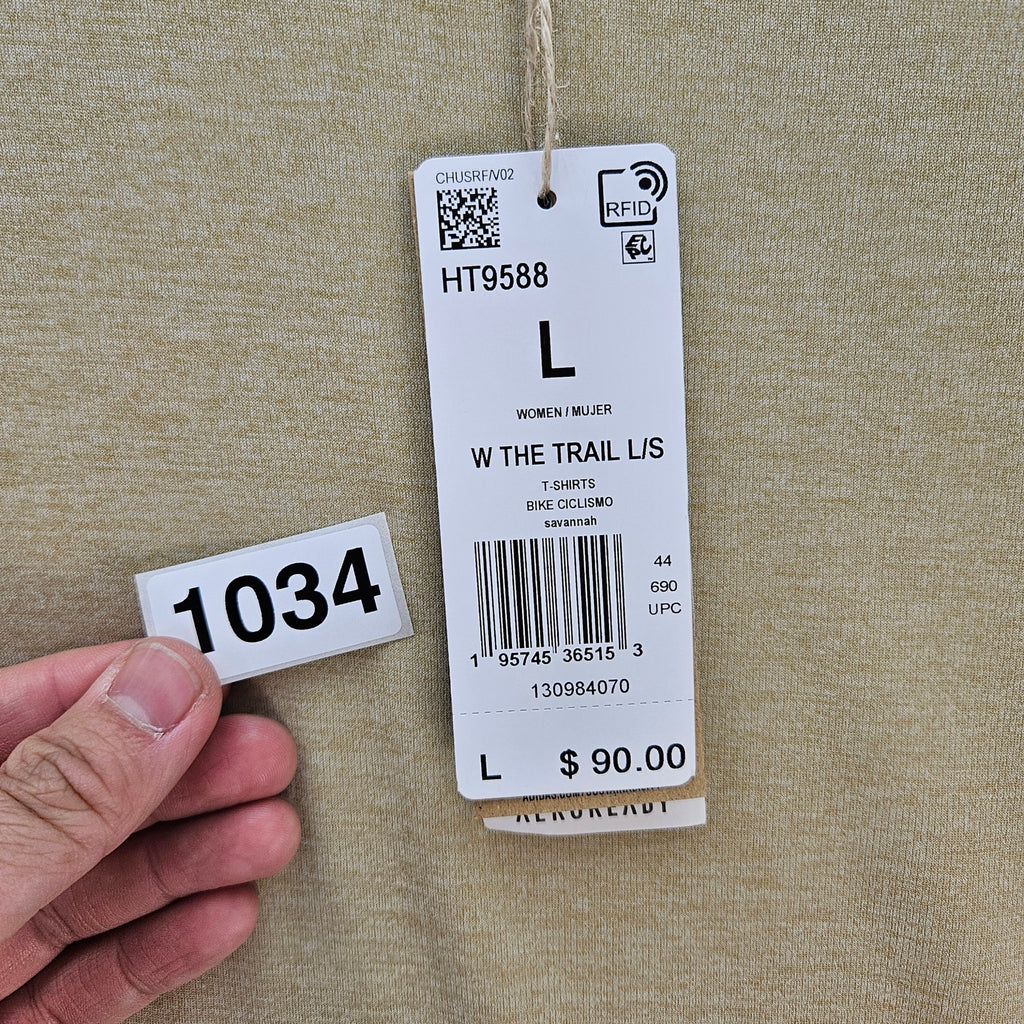 CHUSRF/V02
RFID
HT9588
L
WOMEN / MUJER
W THE TRAIL L/S
T-SHIRTS
BIKE CICLISMO
savannah
44
690
UPC
1 95745 36515 3
130984070
L $ 90.00
AEROREADY
1034